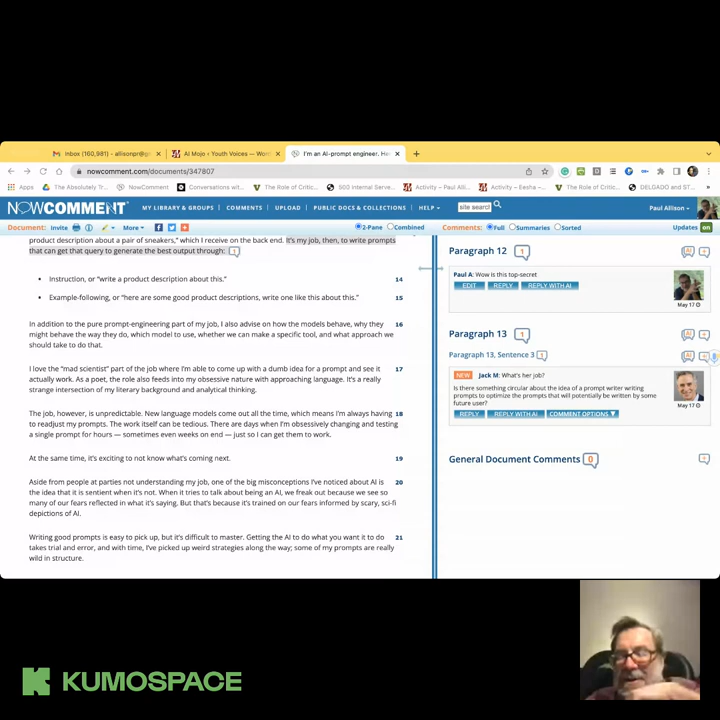 Inbox (160,981) - allisonpr@g
AI Mojo ‹ Youth Voices — Wor
I'm an AI-prompt engineer. He
nowcomment.com/documents/347807
Apps
The Absolutely Tr...
NowComment
Conversations wit...
The Role of Critic...
500 Internal Serve...
Activity – Paul Alli...
Activity – Eesha –...
The Role of Critic...
DELGADO and ST...
NOWCOMMENT
MY LIBRARY & GROUPS
COMMENTS
UPLOAD
PUBLIC DOCS & COLLECTIONS
HELP
site search
Paul Allison
Document: Invite
More
2-Pane
Combined
Comments:
Full
Summaries
Sorted
Updates on
product description about a pair of sneakers," which I receive on the back end. It's my job, then, to write prompts
that can get that query to generate the best output through: 1
• Instruction, or "write a product description about this." 14
• Example-following, or "here are some good product descriptions, write one like this about this." 15
In addition to the pure prompt-engineering part of my job, I also advise on how the models behave, why they 16
might behave the way they do, which model to use, whether we can make a specific tool, and what approach we
should take to do that.
I love the "mad scientist" part of the job where I'm able to come up with a dumb idea for a prompt and see it 17
actually work. As a poet, the role also feeds into my obsessive nature with approaching language. It's a really
strange intersection of my literary background and analytical thinking.
The job, however, is unpredictable. New language models come out all the time, which means I'm always having 18
to readjust my prompts. The work itself can be tedious. There are days when I'm obsessively changing and testing
a single prompt for hours — sometimes even weeks on end — just so I can get them to work.
At the same time, it's exciting to not know what's coming next. 19
Aside from people at parties not understanding my job, one of the big misconceptions I've noticed about AI is 20
the idea that it is sentient when it's not. When it tries to talk about being an AI, we freak out because we see so
many of our fears reflected in what it's saying. But that's because it's trained on our fears informed by scary, sci-fi
depictions of AI.
Writing good prompts is easy to pick up, but it's difficult to master. Getting the AI to do what you want it to do 21
takes trial and error, and with time, I've picked up weird strategies along the way; some of my prompts are really
wild in structure.
Paragraph 12 1
AI
Paul A: Wow is this top-secret
EDIT
REPLY
REPLY WITH AI
May 17
Paragraph 13 1
AI
Paragraph 13, Sentence 3 1
AI
NEW Jack M: What's her job?
Is there something circular about the idea of a prompt writer writing
prompts to optimize the prompts that will potentially be written by some
future user?
REPLY
REPLY WITH AI
COMMENT OPTIONS
May 17
General Document Comments 0
KUMOSPACE